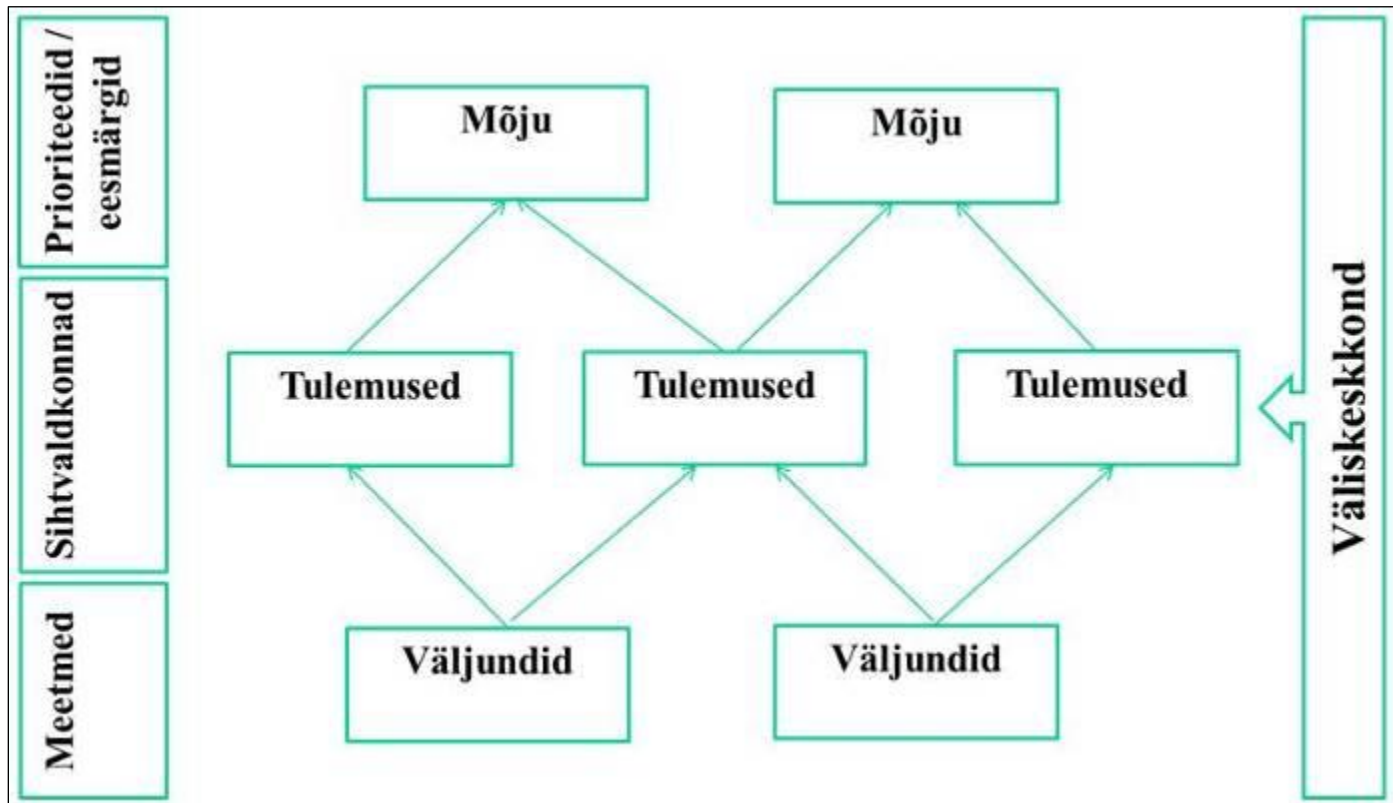 Prioriteedid /
eesmärgid
Mõju
Mõju
Sihtvaldkonnad
Tulemused
Tulemused
Tulemused
Väliskeskkond
Meetmed
Väljundid
Väljundid